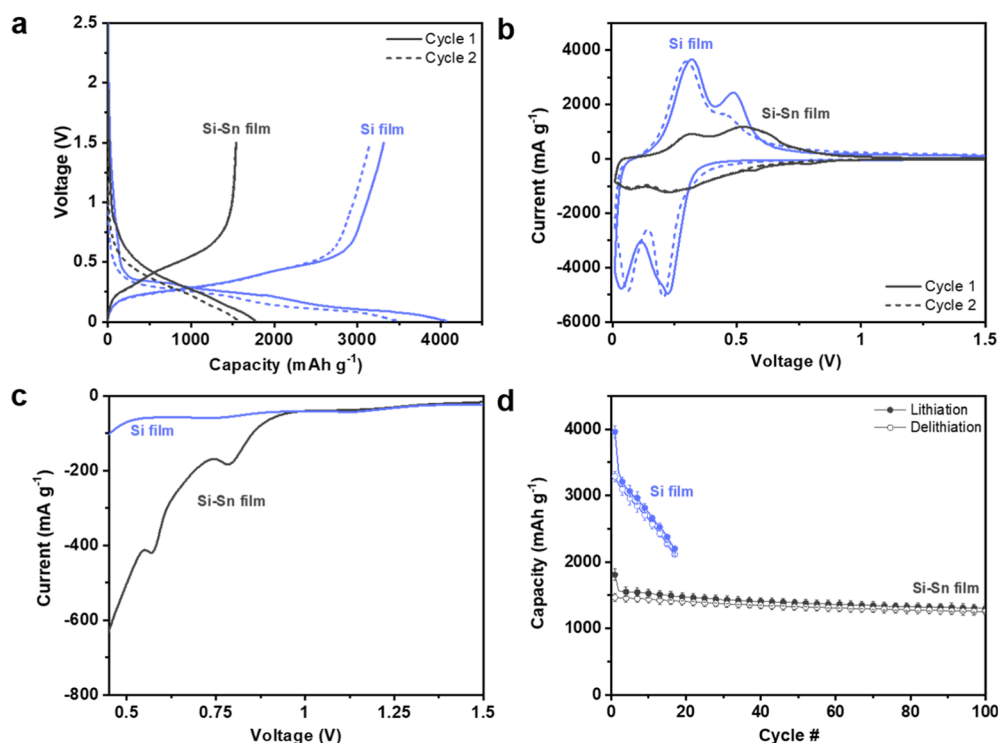 a
2.5
2
1.5
1
0.5
0
Voltage (V)
Cycle 1
Cycle 2
Si-Sn film
Si film
0
1000
2000
3000
4000
Capacity (mAh g⁻¹)
b
4000
2000
0
-2000
-4000
-6000
Current (mA g⁻¹)
Si film
Si-Sn film
Cycle 1
Cycle 2
0
0.5
1
1.5
Voltage (V)
c
0
-200
-400
-600
-800
Current (mA g⁻¹)
Si film
Si-Sn film
0.5
0.75
1
1.25
1.5
Voltage (V)
d
4000
3000
2000
1000
0
Capacity (mAh g⁻¹)
Lithiation
Delithiation
Si film
Si-Sn film
0
20
40
60
80
100
Cycle #